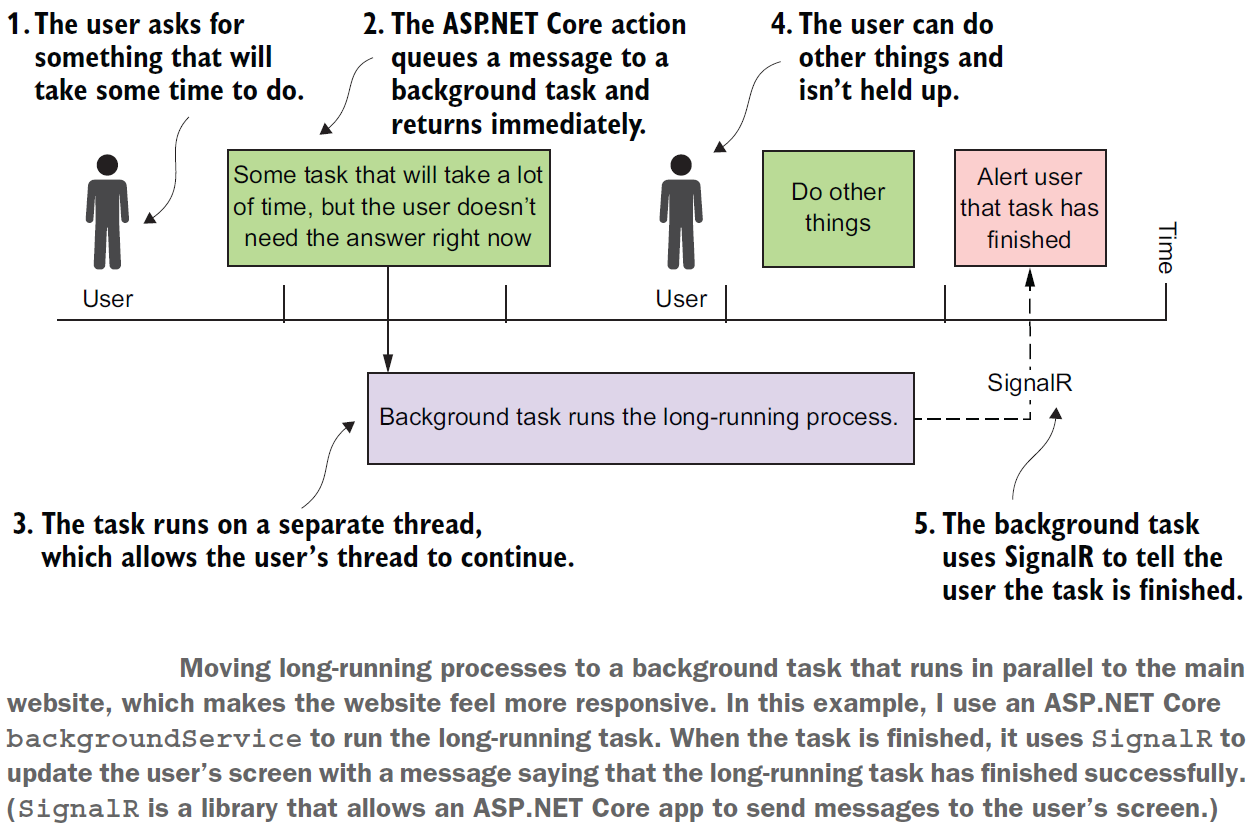 1. The user asks for
something that will
take some time to do.
2. The ASP.NET Core action
queues a message to a
background task and
returns immediately.
4. The user can do
other things and
isn’t held up.
Some task that will take a lot
of time, but the user doesn’t
need the answer right now
Do other
things
Alert user
that task has
finished
Time
User
User
SignalR
Background task runs the long-running process.
3. The task runs on a separate thread,
which allows the user’s thread to continue.
5. The background task
uses SignalR to tell the
user the task is finished.
Moving long-running processes to a background task that runs in parallel to the main
website, which makes the website feel more responsive. In this example, I use an ASP.NET Core
backgroundService to run the long-running task. When the task is finished, it uses SignalR to
update the user’s screen with a message saying that the long-running task has finished successfully.
(SignalR is a library that allows an ASP.NET Core app to send messages to the user’s screen.)